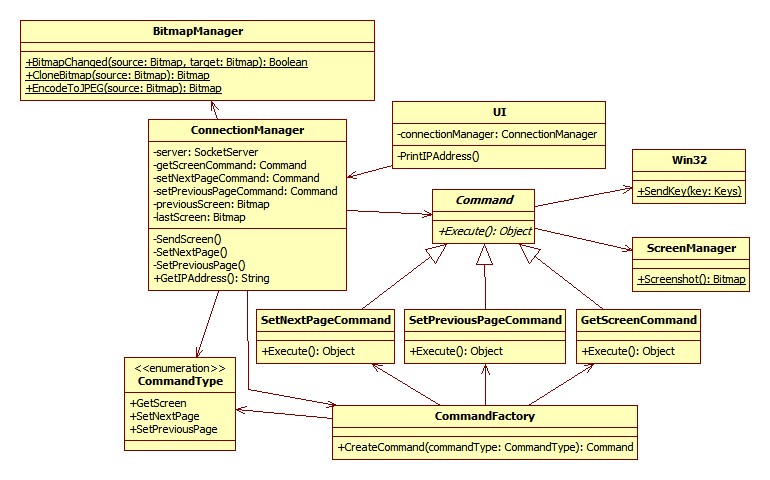 BitmapManager
+BitmapChanged(source: Bitmap, target: Bitmap): Boolean
+CloneBitmap(source: Bitmap): Bitmap
+EncodeToJPEG(source: Bitmap): Bitmap
UI
-connectionManager: ConnectionManager
-PrintIPAddress()
ConnectionManager
-server: SocketServer
-getScreenCommand: Command
-setNextPageCommand: Command
-setPreviousPageCommand: Command
-previousScreen: Bitmap
-lastScreen: Bitmap
-SendScreen()
-SetNextPage()
-SetPreviousPage()
+GetIPAddress(): String
Command
+Execute(): Object
Win32
+SendKey(key: Keys)
ScreenManager
+Screenshot(): Bitmap
SetNextPageCommand
+Execute(): Object
SetPreviousPageCommand
+Execute(): Object
GetScreenCommand
+Execute(): Object
<<enumeration>>
CommandType
+GetScreen
+SetNextPage
+SetPreviousPage
CommandFactory
+CreateCommand(commandType: CommandType): Command